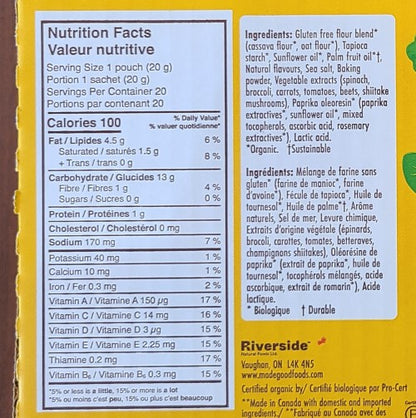 Nutrition Facts
Valeur nutritive
Serving Size 1 pouch (20 g)
Portion 1 sachet (20 g)
Servings Per Container 20
Portions par contenant 20
Calories 100
% Daily Value*
% valeur quotidienne*
Fat / Lipides 4.5 g 6 %
Saturated / saturés 1.5 g
+ Trans / trans 0 g 8 %
Carbohydrate / Glucides 13 g
Fibre / Fibres 1 g 4 %
Sugars / Sucres 0 g 0 %
Protein / Protéines 1 g
Cholesterol / Cholestérol 0 mg
Sodium 170 mg 7 %
Potassium 40 mg 1 %
Calcium 10 mg 1 %
Iron / Fer 0.3 mg 2 %
Vitamin A / Vitamine A 150 µg 17 %
Vitamin C / Vitamine C 14 mg 16 %
Vitamin D / Vitamine D 3 µg 15 %
Vitamin E / Vitamine E 2.25 mg 15 %
Thiamine 0.2 mg 17 %
Vitamin B₆ / Vitamine B₆ 0.3 mg 15 %
*5% or less is a little, 15% or more is a lot
*5% ou moins c'est peu, 15% ou plus c'est beaucoup
Ingredients: Gluten free flour blend*
(cassava flour*, oat flour*), Tapioca
starch*, Sunflower oil*, Palm fruit oil*†,
Natural flavours, Sea salt, Baking
powder, Vegetable extracts (spinach,
broccoli, carrots, tomatoes, beets, shiitake
mushrooms), Paprika oleoresin* (paprika
extractives*, sunflower oil*, mixed
tocopherols, ascorbic acid, rosemary
extractives*), Lactic acid.
*Organic. †Sustainable
Ingrédients: Mélange de farine sans
gluten* (farine de manioc*, farine
d'avoine*), Fécule de tapioca*, Huile de
tournesol*, Huile de palme*†, Arôme
naturels, Sel de mer, Levure chimique,
Extraits d'origine végétale (épinards,
brocoli, carottes, tomates, betteraves,
champignons shiitakes), Oléorésine de
paprika* (extrait de paprika*, huile de
tournesol*, tocophérols mélangés, acide
ascorbique, extrait de romarin*), Acide
lactique.
* Biologique † Durable
Riverside
Natural Foods Ltd.
Vaughan, ON L4K 4N5
www.madegoodfoods.com
Certified organic by/ Certifié biologique par Pro-Cert
**Made in Canada with domestic and imported
ingredients./ **Fabriqué au Canada avec des